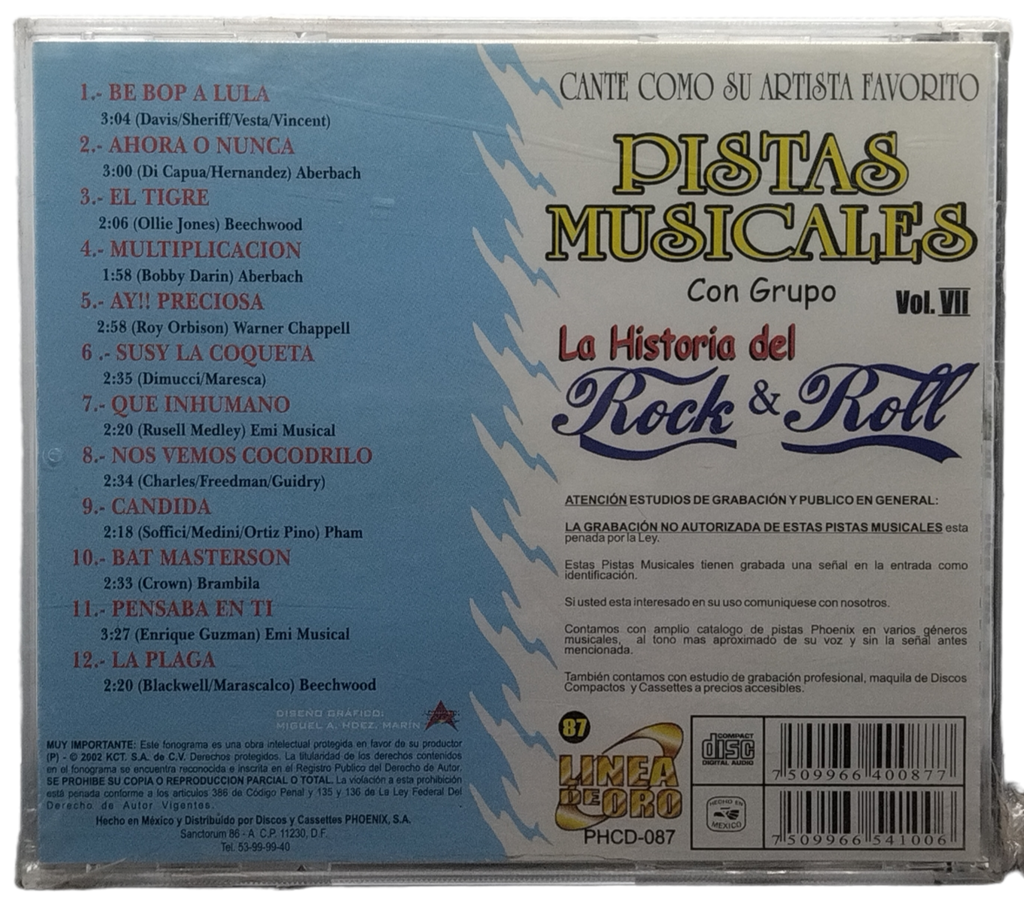 1.- BE BOP A LULA
3:04 (Davis/Sheriff/Vesta/Vincent)
2.- AHORA O NUNCA
3:00 (Di Capua/Hernandez) Aberbach
3.- EL TIGRE
2:06 (Ollie Jones) Beechwood
4.- MULTIPLICACION
1:58 (Bobby Darin) Aberbach
5.- AY!! PRECIOSA
2:58 (Roy Orbison) Warner Chappell
6 .- SUSY LA COQUETA
2:35 (Dimucci/Maresca)
7.- QUE INHUMANO
2:20 (Rusell Medley) Emi Musical
8.- NOS VEMOS COCODRILO
2:34 (Charles/Freedman/Guidry)
9.- CANDIDA
2:18 (Soffici/Medini/Ortiz Pino) Pham
10.- BAT MASTERSON
2:33 (Crown) Brambila
11.- PENSABA EN TI
3:27 (Enrique Guzman) Emi Musical
12.- LA PLAGA
2:20 (Blackwell/Marascalco) Beechwood
DISEÑO GRÁFICO:
MIGUEL A. HDEZ. MARÍN
MUY IMPORTANTE: Este fonograma es una obra intelectual protegida en favor de su productor
(P) - © 2002 KCT. S.A. de C.V. Derechos protegidos. La titularidad de los derechos contenidos
en el fonograma se encuentra reconocida e inscrita en el Registro Publico del Derecho de Autor.
SE PROHIBE SU COPIA O REPRODUCCION PARCIAL O TOTAL. La violación a esta prohibición
está penada conforme a los articulos 386 de Código Penal y 135 y 136 de La Ley Federal Del
Derecho de Autor Vigentes.
Hecho en México y Distribuído por Discos y Cassettes PHOENIX, S.A.
Sanctorum 86 - A C.P. 11230, D.F.
Tel. 53-99-99-40
CANTE COMO SU ARTISTA FAVORITO
PISTAS
MUSICALES
Con Grupo
Vol. VII
La Historia del
Rock & Roll
ATENCIÓN ESTUDIOS DE GRABACIÓN Y PUBLICO EN GENERAL:
LA GRABACIÓN NO AUTORIZADA DE ESTAS PISTAS MUSICALES esta
penada por la Ley.
Estas Pistas Musicales tienen grabada una señal en la entrada como
identificación.
Si usted esta interesado en su uso comuniquese con nosotros.
Contamos con amplio catalogo de pistas Phoenix en varios géneros
musicales, al tono mas aproximado de su voz y sin la señal antes
mencionada.
También contamos con estudio de grabación profesional, maquila de Discos
Compactos y Cassettes a precios accesibles.
87
LINEA
DE ORO
PHCD-087
COMPACT
disc
DIGITAL AUDIO
HECHO EN
MEXICO
7 509966 400877
7 509966 541006